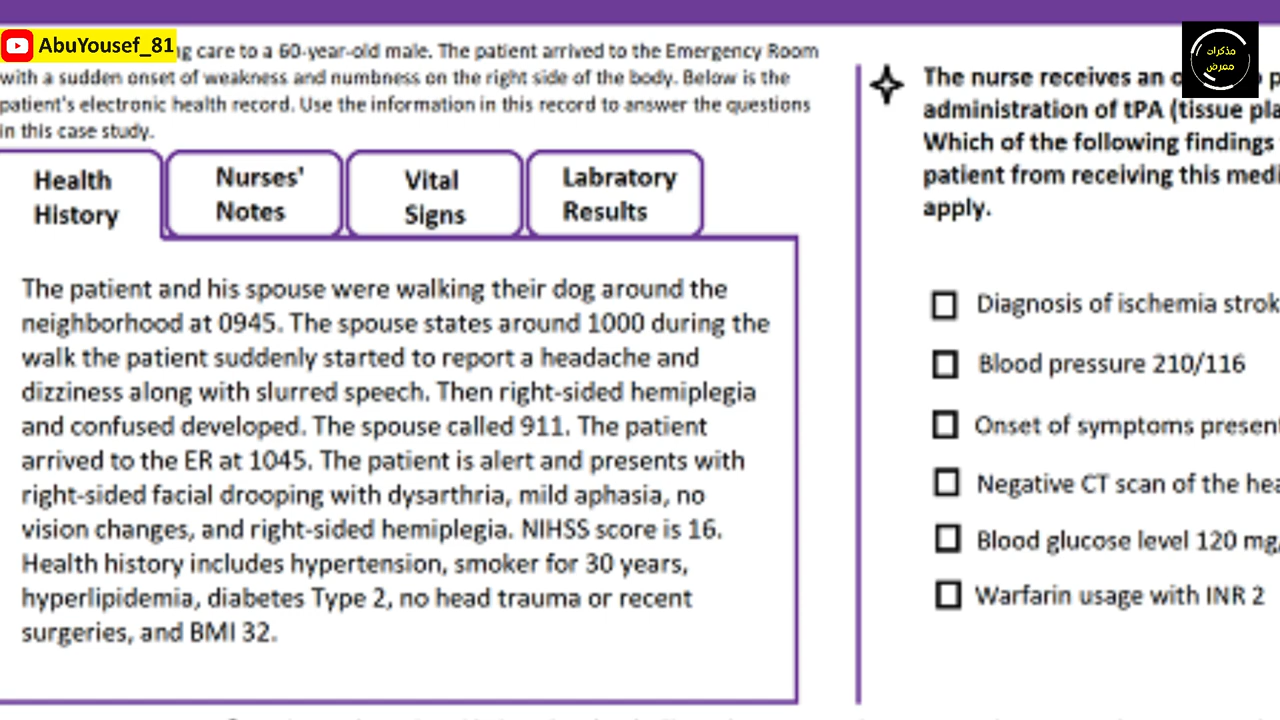 AbuYousef_81
care to a 60-year-old male. The patient arrived to the Emergency Room
with a sudden onset of weakness and numbness on the right side of the body. Below is the
patient's electronic health record. Use the information in this record to answer the questions
in this case study.
Health
History
Nurses'
Notes
Vital
Signs
Labratory
Results
The patient and his spouse were walking their dog around the
neighborhood at 0945. The spouse states around 1000 during the
walk the patient suddenly started to report a headache and
dizziness along with slurred speech. Then right-sided hemiplegia
and confused developed. The spouse called 911. The patient
arrived to the ER at 1045. The patient is alert and presents with
right-sided facial drooping with dysarthria, mild aphasia, no
vision changes, and right-sided hemiplegia. NIHSS score is 16.
Health history includes hypertension, smoker for 30 years,
hyperlipidemia, diabetes Type 2, no head trauma or recent
surgeries, and BMI 32.
مذكرات
ممرض
The nurse receives an
administration of tPA (tissue
Which of the following findings
patient from receiving this
apply.
Diagnosis of ischemia
Blood pressure 210/116
Onset of symptoms
Negative CT scan of the
Blood glucose level 120
Warfarin usage with INR 2